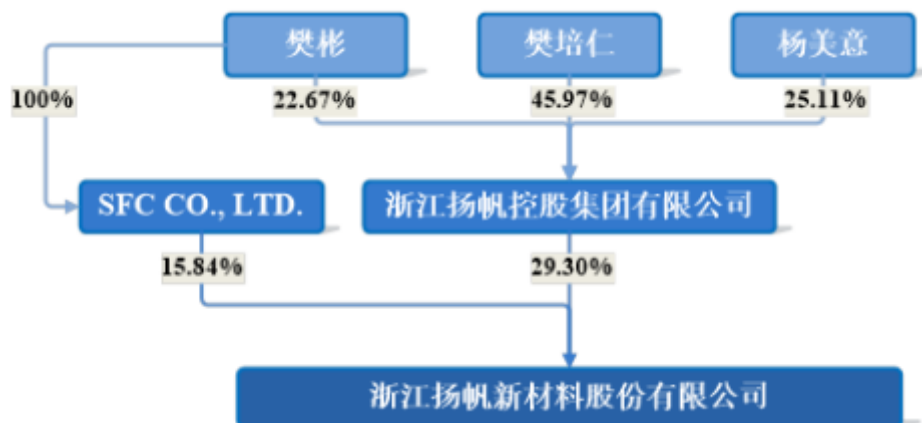 樊彬
樊培仁
杨美意
100%
22.67%
45.97%
25.11%
SFC CO., LTD.
浙江扬帆控股集团有限公司
15.84%
29.30%
浙江扬帆新材料股份有限公司